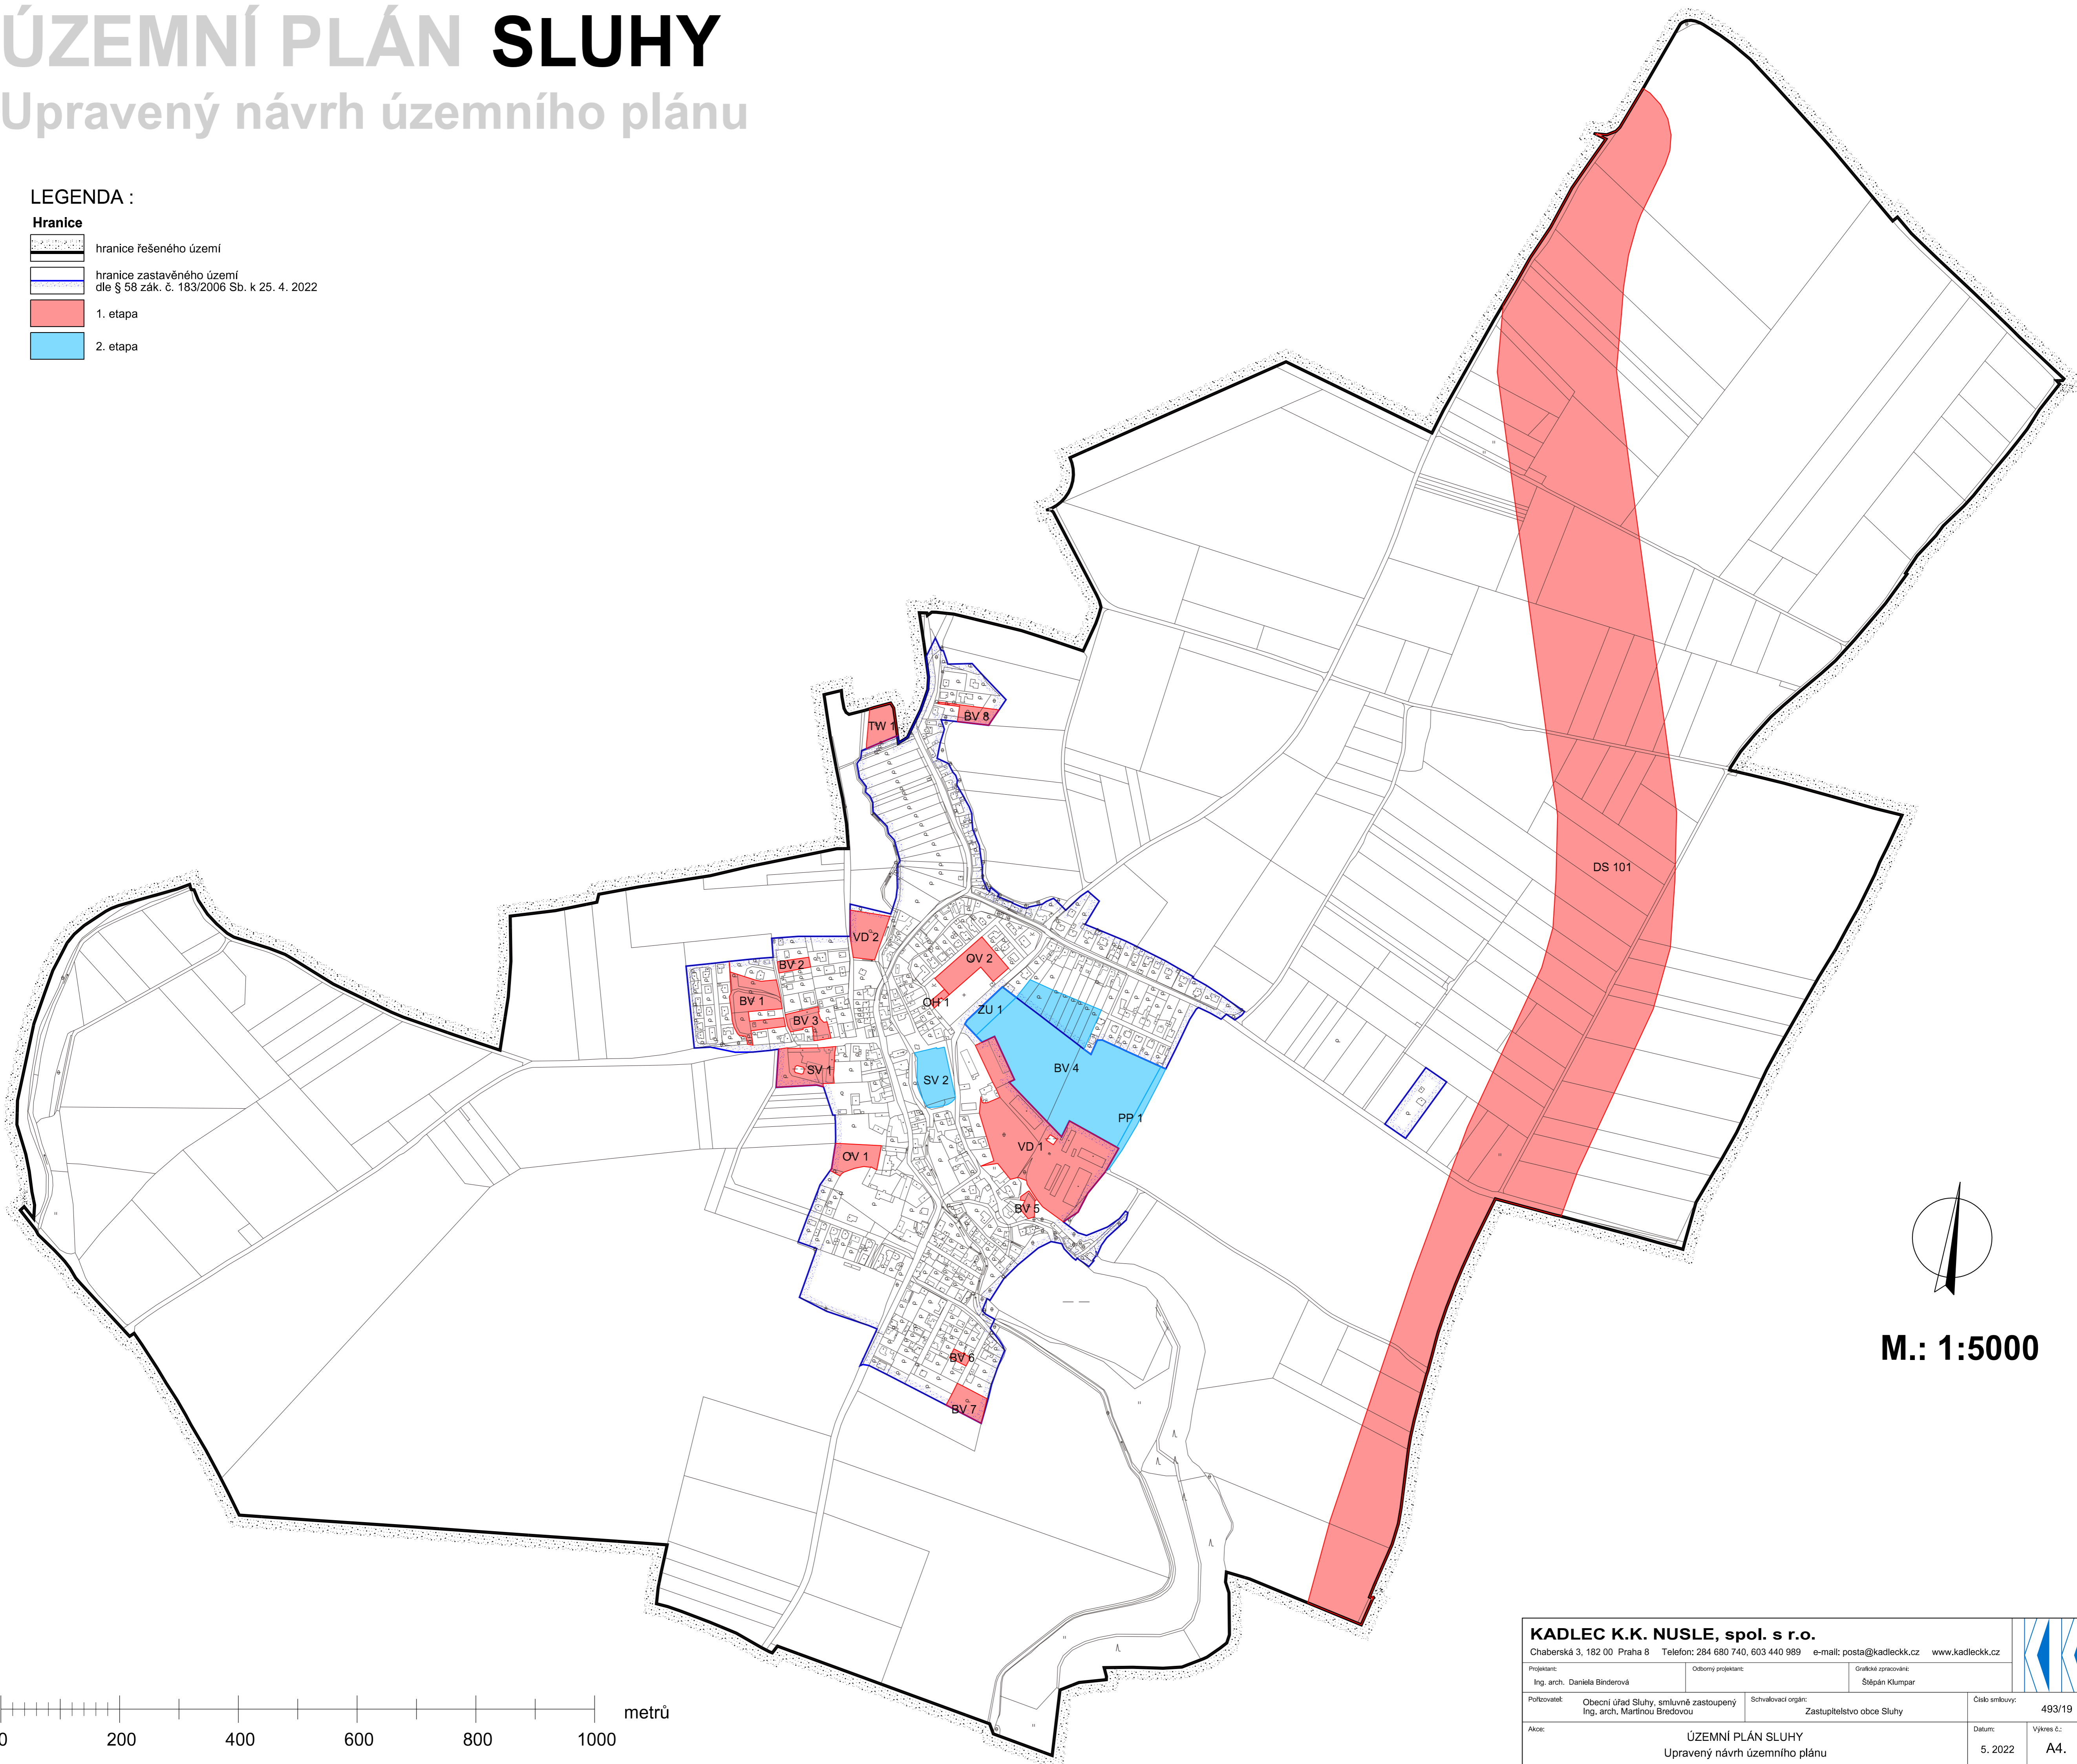 ÚZEMNÍ PLÁN SLUHY
Upravený návrh územního plánu
LEGENDA :
Hranice
hranice řešeného území
hranice zastavěného území
dle § 58 zák. č. 183/2006 Sb. k 25. 4. 2022
1. etapa
2. etapa
TW 1
BV 8
DS 101
VD 2
OV 2
BV 2
BV 1
OH 1
ZU 1
BV 3
SV 1
SV 2
BV 4
PP 1
VD 1
OV 1
BV 5
BV 6
BV 7
M.: 1:5000
0 200 400 600 800 1000 metrů
KADLEC K.K. NUSLE, spol. s r.o.
Chaberská 3, 182 00 Praha 8 Telefon: 284 680 740, 603 440 989 e-mail: posta@kadleckk.cz www.kadleckk.cz
Projektant: Odborný projektant: Grafické zpracování:
Ing. arch. Daniela Binderová Štěpán Klumpar
Pořizovatel: Obecní úřad Sluhy, smluvně zastoupený Schvalovací orgán: Číslo smlouvy:
Ing, arch, Martinou Bredovou Zastupitelstvo obce Sluhy 493/19
Akce: ÚZEMNÍ PLÁN SLUHY Datum: Výkres č.:
Upravený návrh územního plánu 5. 2022 A4.